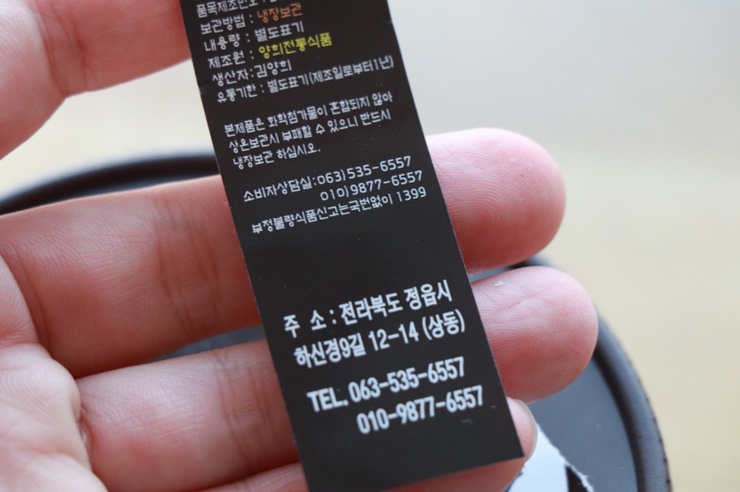 품목제조번호
보관방법 : 냉장보관
내용량 : 별도표기
제조원 : 양희전통식품
생산자:김양희
유통기한 : 별도표기(제조일로부터1년)
본제품은 화학첨가물이 혼합되지 않아
상온보관시 부패할 수 있으니 반드시
냉장보관 하십시오.
소비자상담실:063)535-6557
010)9877-6557
부정불량식품신고는국번없이 1399
주 소 : 전라북도 정읍시
하신경9길 12-14 (상동)
TEL. 063-535-6557
010-9877-6557